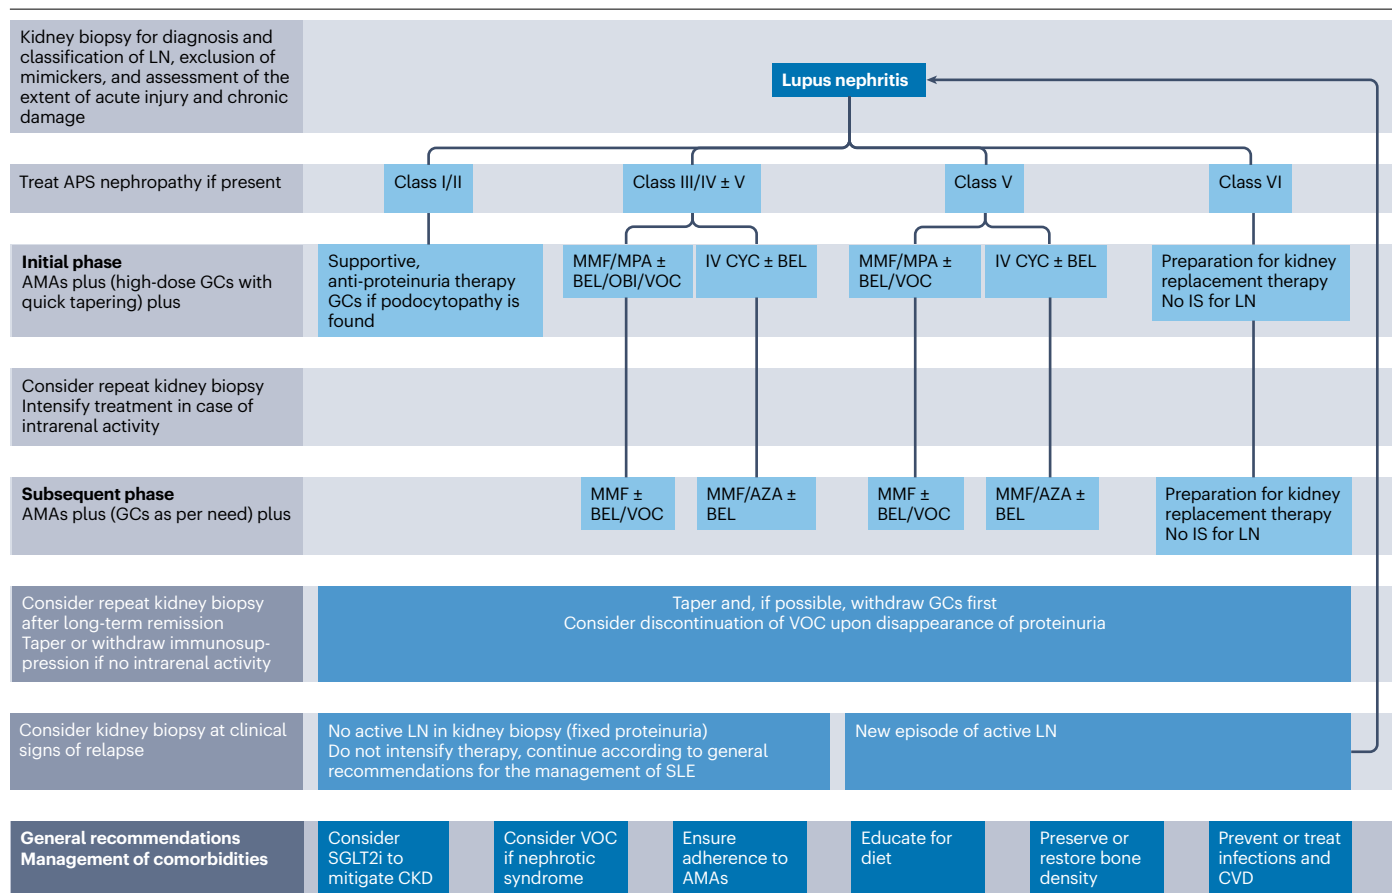 Kidney biopsy for diagnosis and
classification of LN, exclusion of
mimickers, and assessment of the
extent of acute injury and chronic
damage
Lupus nephritis
Treat APS nephropathy if present
Class I/II
Class III/IV ± V
Class V
Class VI
Initial phase
AMAs plus (high-dose GCs with
quick tapering) plus
Supportive,
anti-proteinuria therapy
GCs if podocytopathy is
found
MMF/MPA ±
BEL/OBI/VOC
IV CYC ± BEL
MMF/MPA ±
BEL/VOC
IV CYC ± BEL
Preparation for kidney
replacement therapy
No IS for LN
Consider repeat kidney biopsy
Intensify treatment in case of
intrarenal activity
Subsequent phase
AMAs plus (GCs as per need) plus
MMF ±
BEL/VOC
MMF/AZA ±
BEL
MMF ±
BEL/VOC
MMF/AZA ±
BEL
Preparation for kidney
replacement therapy
No IS for LN
Consider repeat kidney biopsy
after long-term remission
Taper or withdraw immunosup-
pression if no intrarenal activity
Taper and, if possible, withdraw GCs first
Consider discontinuation of VOC upon disappearance of proteinuria
Consider kidney biopsy at clinical
signs of relapse
No active LN in kidney biopsy (fixed proteinuria)
Do not intensify therapy, continue according to general
recommendations for the management of SLE
New episode of active LN
General recommendations
Management of comorbidities
Consider
SGLT2i to
mitigate CKD
Consider VOC
if nephrotic
syndrome
Ensure
adherence to
AMAs
Educate for
diet
Preserve or
restore bone
density
Prevent or treat
infections and
CVD